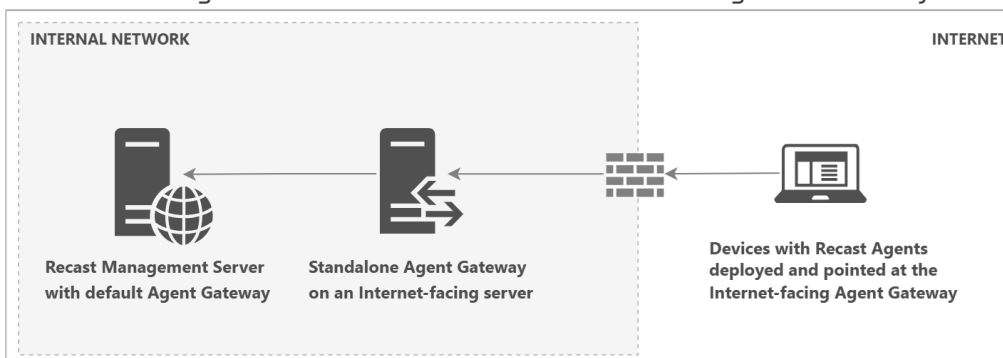 INTERNAL NETWORK
INTERNET
Recast Management Server
with default Agent Gateway
Standalone Agent Gateway
on an Internet-facing server
Devices with Recast Agents
deployed and pointed at the
Internet-facing Agent Gateway